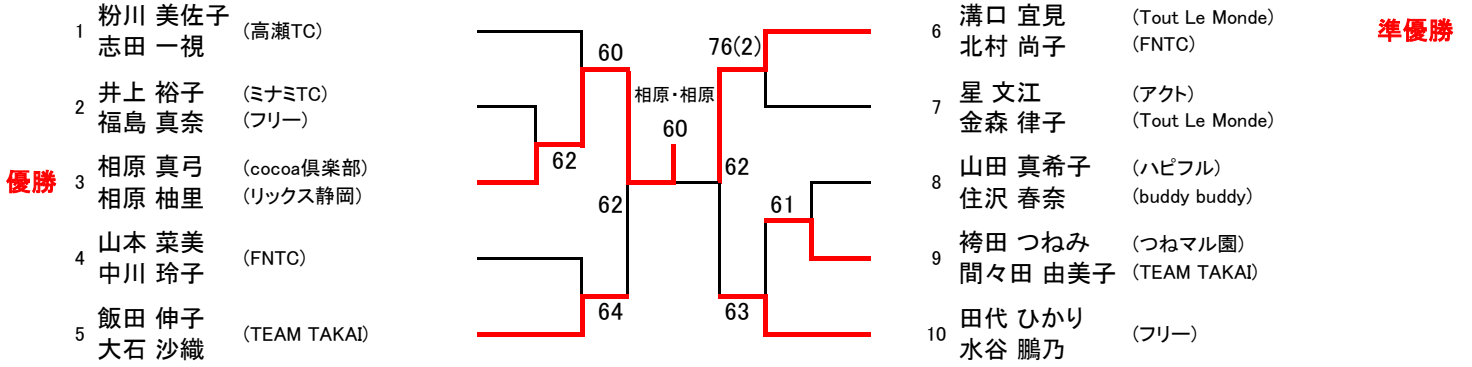 1 粉川 美佐子 (高瀬TC)
志田 一視
2 井上 裕子 (ミナミTC)
福島 真奈 (フリー)
優勝 3 相原 真弓 (cocoa倶楽部)
相原 柚里 (リックス静岡)
4 山本 菜美 (FNTC)
中川 玲子
5 飯田 伸子 (TEAM TAKAI)
大石 沙織
60
62
62
64
相原・相原
60
76(2)
62
61
63
6 溝口 宜見 (Tout Le Monde) 準優勝
北村 尚子 (FNTC)
7 星 文江 (アクト)
金森 律子 (Tout Le Monde)
8 山田 真希子 (ハピフル)
住沢 春奈 (buddy buddy)
9 袴田 つねみ (つねマル園)
間々田 由美子 (TEAM TAKAI)
10 田代 ひかり (フリー)
水谷 鵬乃